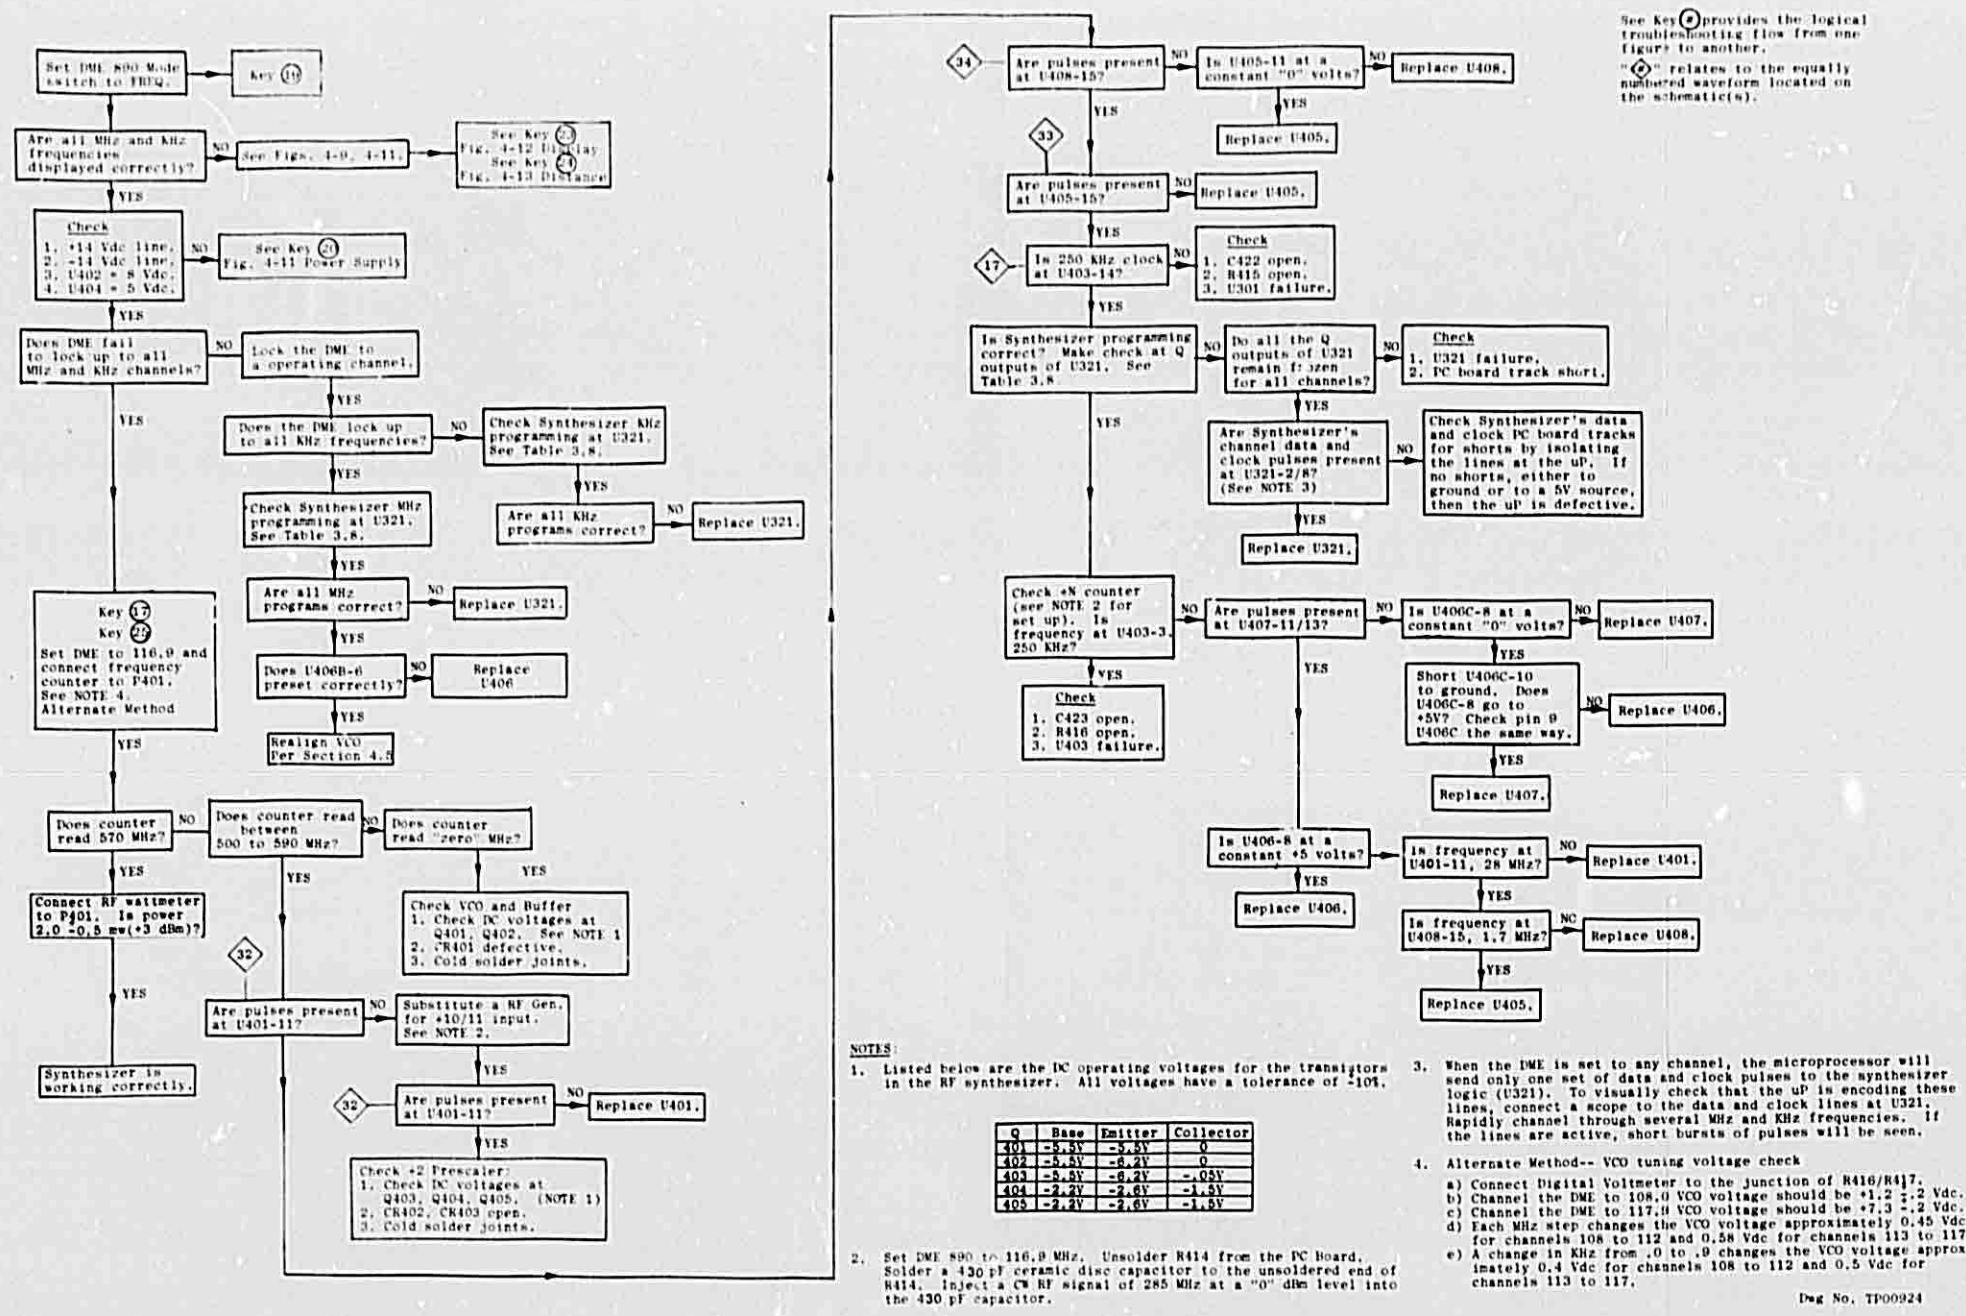 Set DME 890 Mode
switch to FREQ.
Key 19
Are all MHz and KHz
frequencies
displayed correctly?
NO
See Figs. 4-9, 4-11.
See Key 23
Fig. 4-12 Display
See Key 24
Fig. 4-13 Distance
YES
Check
1. +14 Vdc line.
2. -14 Vdc line.
3. U402 = 8 Vdc.
4. U404 = 5 Vdc.
NO
See Key 20
Fig. 4-11 Power Supply
YES
Does DME fail
to lock up to all
MHz and KHz channels?
NO
Lock the DME to
a operating channel.
YES
YES
Does the DME lock up
to all KHz frequencies?
NO
Check Synthesizer KHz
programming at U321.
See Table 3.8.
YES
YES
Check Synthesizer MHz
programming at U321.
See Table 3.8.
Are all KHz
programs correct?
NO
Replace U321.
YES
Are all MHz
programs correct?
NO
Replace U321.
YES
Does U406B-6
preset correctly?
NO
Replace
U406
YES
Realign VCO
Per Section 4.5
Key 17
Key 25
Set DME to 116.9 and
connect frequency
counter to P401.
See NOTE 4.
Alternate Method
YES
Does counter
read 570 MHz?
NO
Does counter read
between
500 to 590 MHz?
NO
Does counter
read "zero" MHz?
YES
YES
YES
Connect RF wattmeter
to P401. Is power
2.0 -0.5 mw(+3 dBm)?
Check VCO and Buffer
1. Check DC voltages at
Q401, Q402. See NOTE 1
2. CR401 defective.
3. Cold solder joints.
YES
Synthesizer is
working correctly.
32
Are pulses present
at U401-11?
NO
Substitute a RF Gen.
for ÷10/11 input.
See NOTE 2.
YES
32
Are pulses present
at U401-11?
NO
Replace U401.
YES
Check ÷2 Prescaler:
1. Check DC voltages at
Q403, Q404, Q405. (NOTE 1)
2. CR402, CR403 open.
3. Cold solder joints.
34
Are pulses present
at U408-15?
NO
Is U405-11 at a
constant "0" volts?
NO
Replace U408.
YES
YES
Replace U405.
33
Are pulses present
at U405-15?
NO
Replace U405.
YES
17
Is 250 KHz clock
at U403-14?
NO
Check
1. C422 open.
2. R415 open.
3. U301 failure.
YES
Is Synthesizer programming
correct? Make check at Q
outputs of U321. See
Table 3.8
NO
Do all the Q
outputs of U321
remain frozen
for all channels?
NO
Check
1. U321 failure.
2. PC board track short.
YES
YES
Are Synthesizer's
channel data and
clock pulses present
at U321-2/8?
(See NOTE 3)
NO
Check Synthesizer's data
and clock PC board tracks
for shorts by isolating
the lines at the uP. If
no shorts, either to
ground or to a 5V source,
then the uP is defective.
YES
Replace U321.
Check ÷N counter
(see NOTE 2 for
set up). Is
frequency at U403-3,
250 KHz?
NO
Are pulses present
at U407-11/13?
NO
Is U406C-8 at a
constant "0" volts?
NO
Replace U407.
YES
Check
1. C423 open.
2. R416 open.
3. U403 failure.
YES
YES
Short U406C-10
to ground. Does
U406C-8 go to
+5V? Check pin 9
U406C the same way.
NO
Replace U406.
YES
Replace U407.
Is U406-8 at a
constant +5 volts?
Is frequency at
U401-11, 28 MHz?
NO
Replace U401.
YES
Replace U406.
YES
Is frequency at
U408-15, 1.7 MHz?
NO
Replace U408.
YES
Replace U405.
See Key # provides the logical
troubleshooting flow from one
figure to another.
"#" relates to the equally
numbered waveform located on
the schematic(s).
NOTES:
1. Listed below are the DC operating voltages for the transistors
in the RF synthesizer. All voltages have a tolerance of ±10%.
Q Base Emitter Collector
401 -5.5V -5.5V 0
402 -5.5V -6.2V 0
403 -5.5V -6.2V -.05V
404 -2.2V -2.6V -1.5V
405 -2.2V -2.6V -1.5V
2. Set DME 890 to 116.9 MHz. Unsolder R414 from the PC Board.
Solder a 430 pF ceramic disc capacitor to the unsoldered end of
R414. Inject a CW RF signal of 285 MHz at a "0" dBm level into
the 430 pF capacitor.
3. When the DME is set to any channel, the microprocessor will
send only one set of data and clock pulses to the synthesizer
logic (U321). To visually check that the uP is encoding these
lines, connect a scope to the data and clock lines at U321.
Rapidly channel through several MHz and KHz frequencies. If
the lines are active, short bursts of pulses will be seen.
4. Alternate Method-- VCO tuning voltage check
a) Connect Digital Voltmeter to the junction of R416/R417.
b) Channel the DME to 108.0 VCO voltage should be +1.2 ±.2 Vdc.
c) Channel the DME to 117.9 VCO voltage should be +7.3 ±.2 Vdc.
d) Each MHz step changes the VCO voltage approximately 0.45 Vdc
for channels 108 to 112 and 0.58 Vdc for channels 113 to 117
e) A change in KHz from .0 to .9 changes the VCO voltage approx
imately 0.4 Vdc for channels 108 to 112 and 0.5 Vdc for
channels 113 to 117.
Dwg No. TP00924